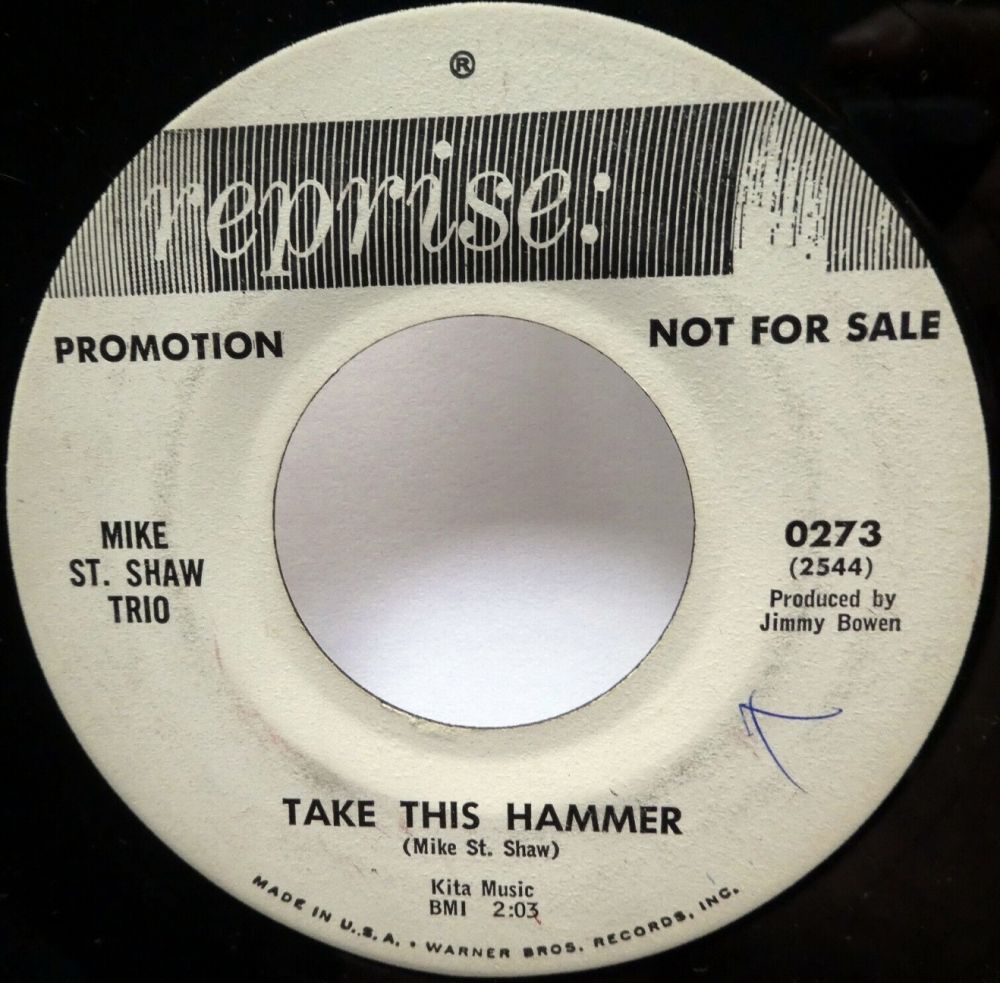 ®
reprise:
PROMOTION
NOT FOR SALE
MIKE
ST. SHAW
TRIO
0273
(2544)
Produced by
Jimmy Bowen
TAKE THIS HAMMER
(Mike St. Shaw)
Kita Music
BMI 2:03
MADE IN U.S.A. • WARNER BROS. RECORDS, INC.